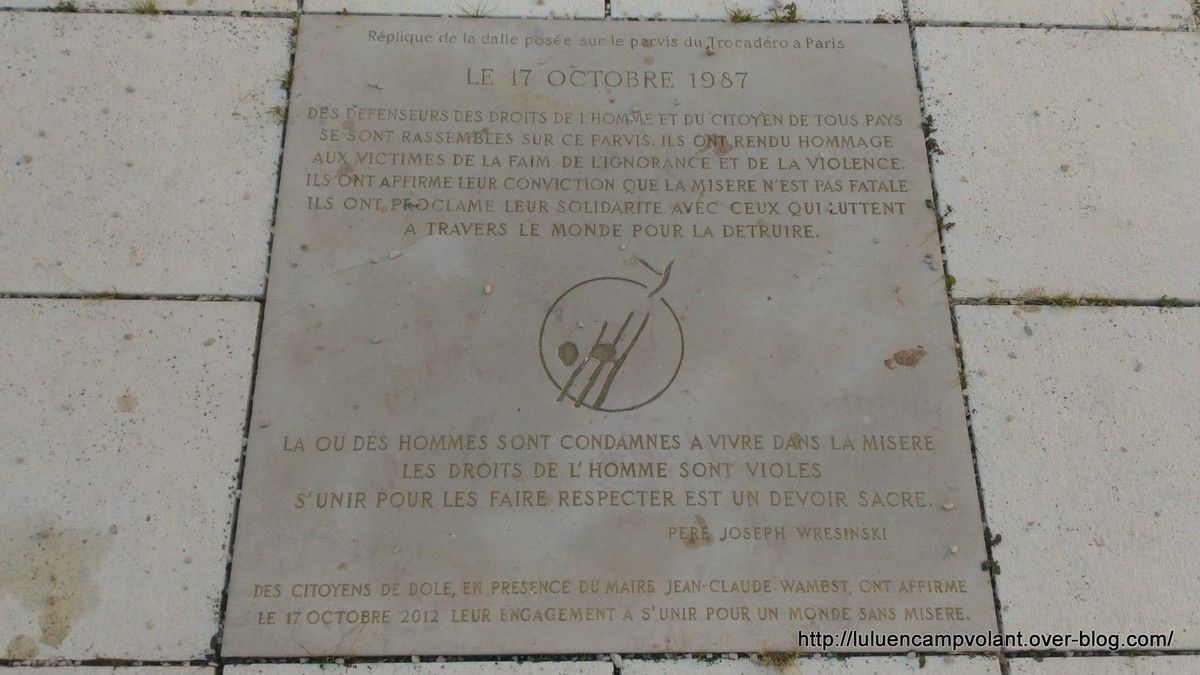 Réplique de la dalle posée sur le parvis du Trocadéro à Paris
LE 17 OCTOBRE 1987
DES DEFENSEURS DES DROITS DE L'HOMME ET DU CITOYEN DE TOUS PAYS
SE SONT RASSEMBLES SUR CE PARVIS. ILS ONT RENDU HOMMAGE
AUX VICTIMES DE LA FAIM, DE L'IGNORANCE ET DE LA VIOLENCE.
ILS ONT AFFIRME LEUR CONVICTION QUE LA MISERE N'EST PAS FATALE
ILS ONT PROCLAME LEUR SOLIDARITE AVEC CEUX QUI LUTTENT
A TRAVERS LE MONDE POUR LA DETRUIRE.
LA OU DES HOMMES SONT CONDAMNES A VIVRE DANS LA MISERE
LES DROITS DE L'HOMME SONT VIOLES
S'UNIR POUR LES FAIRE RESPECTER EST UN DEVOIR SACRE.
PERE JOSEPH WRESINSKI
DES CITOYENS DE DOLE, EN PRESENCE DU MAIRE JEAN-CLAUDE WAMBST, ONT AFFIRME
LE 17 OCTOBRE 2012 LEUR ENGAGEMENT A S'UNIR POUR UN MONDE SANS MISERE.
http://luluencampvolant.over-blog.com/